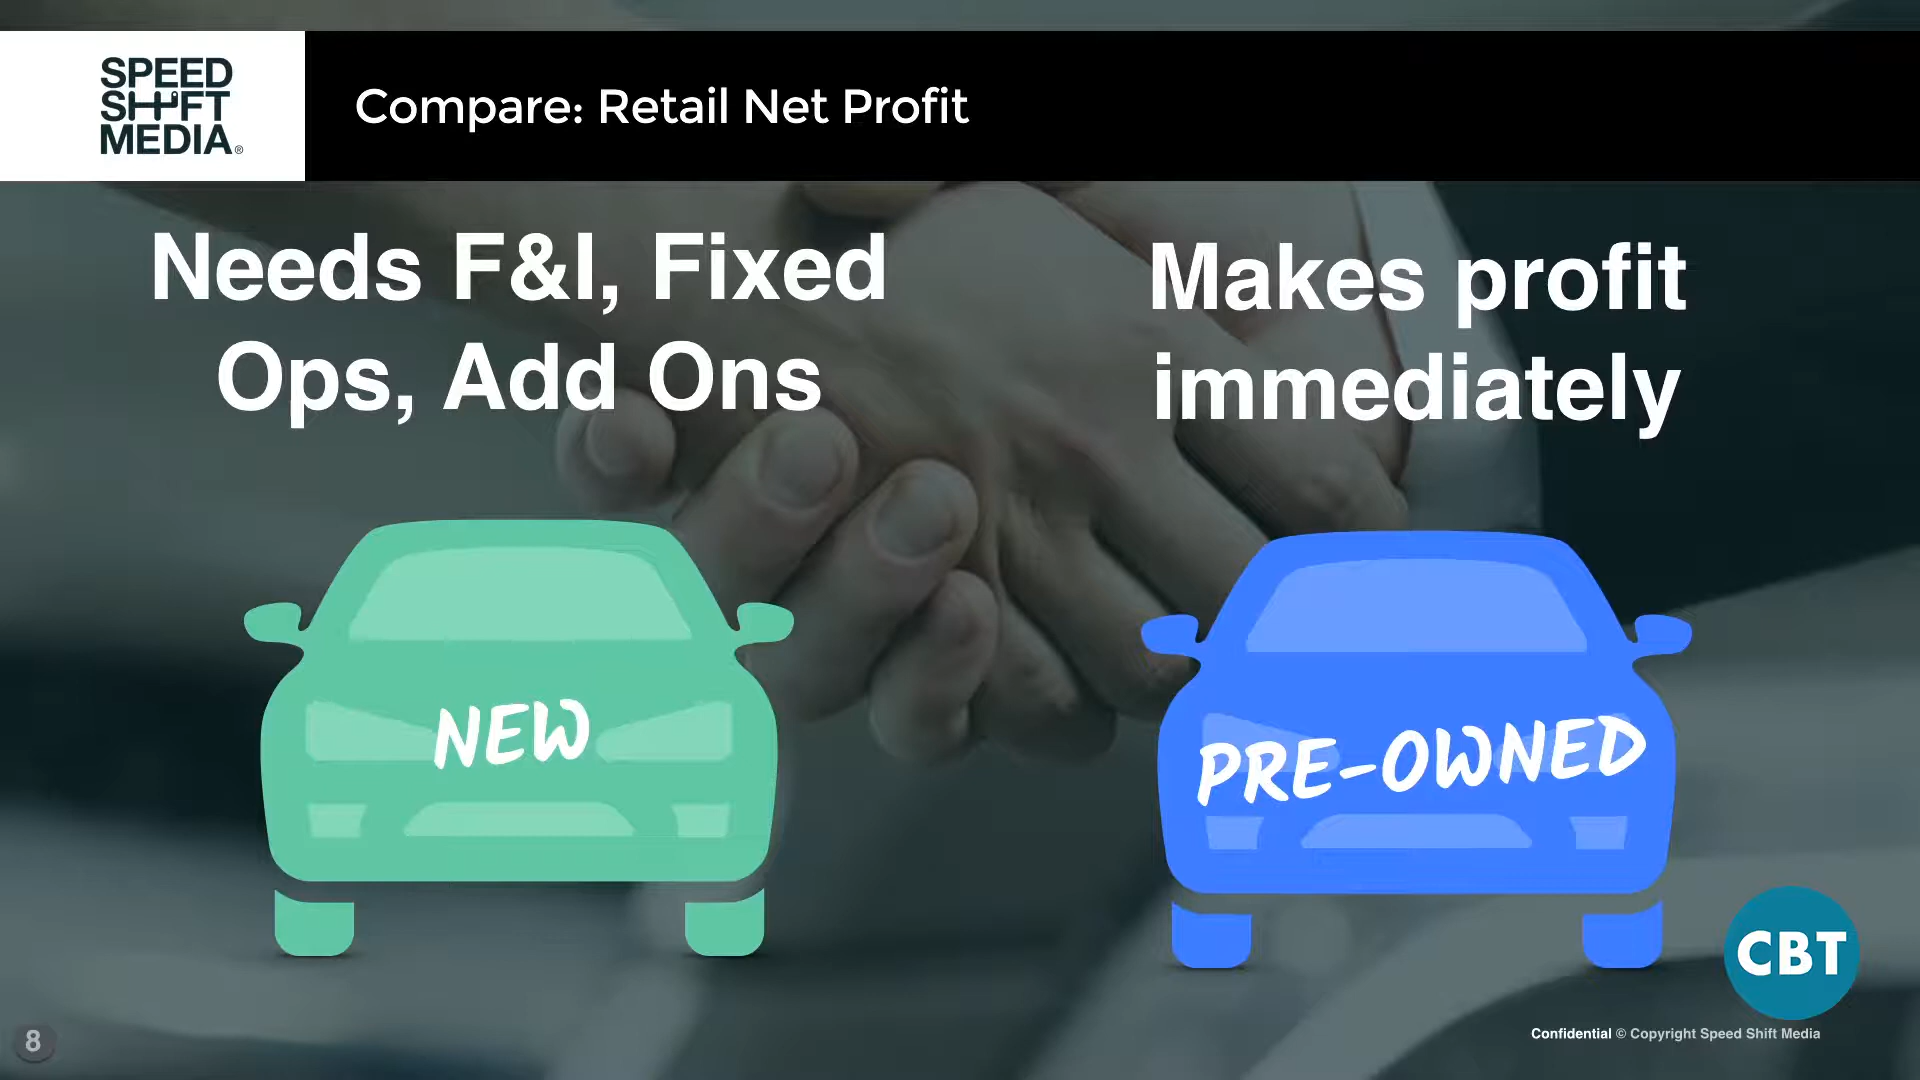 SPEED
SHIFT
MEDIA®
Compare: Retail Net Profit
Needs F&I, Fixed
Ops, Add Ons
Makes profit
immediately
NEW
PRE-OWNED
CBT
8
Confidential © Copyright Speed Shift Media